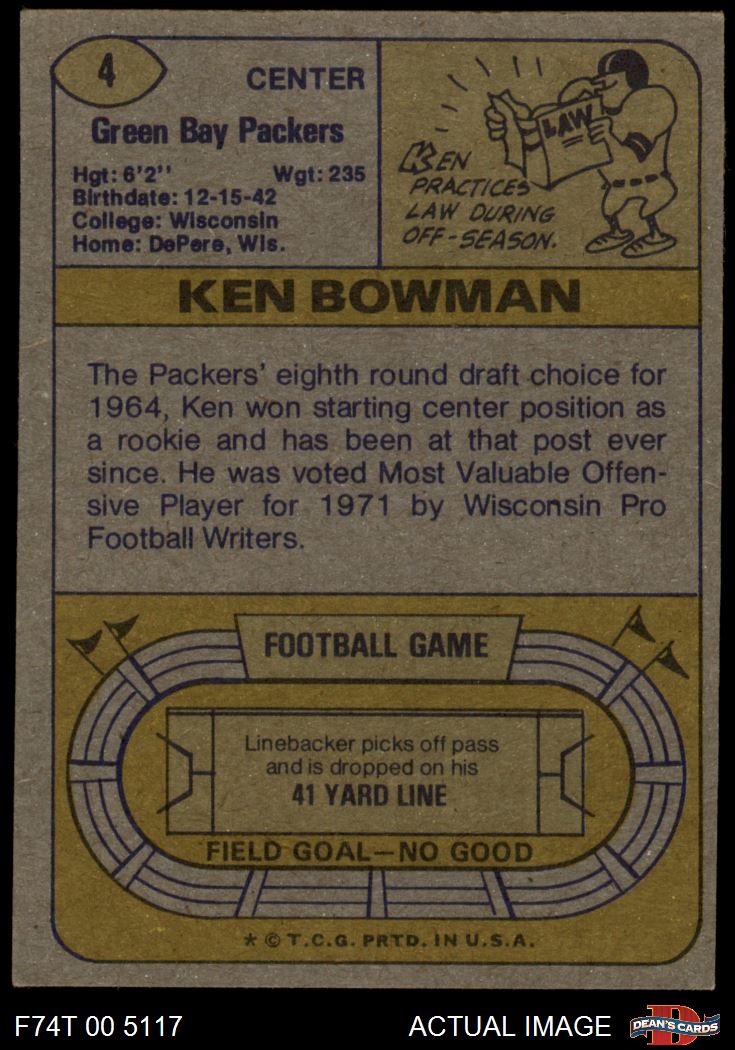 4
CENTER
Green Bay Packers
Hgt: 6'2'' Wgt: 235
Birthdate: 12-15-42
College: Wisconsin
Home: DePere, Wis.
LAW
KEN
PRACTICES
LAW DURING
OFF-SEASON.
KEN BOWMAN
The Packers' eighth round draft choice for
1964, Ken won starting center position as
a rookie and has been at that post ever
since. He was voted Most Valuable Offen-
sive Player for 1971 by Wisconsin Pro
Football Writers.
FOOTBALL GAME
Linebacker picks off pass
and is dropped on his
41 YARD LINE
FIELD GOAL—NO GOOD
* © T.C.G. PRTD. IN U.S.A.
F74T 00 5117
ACTUAL IMAGE
D
DEAN'S CARDS